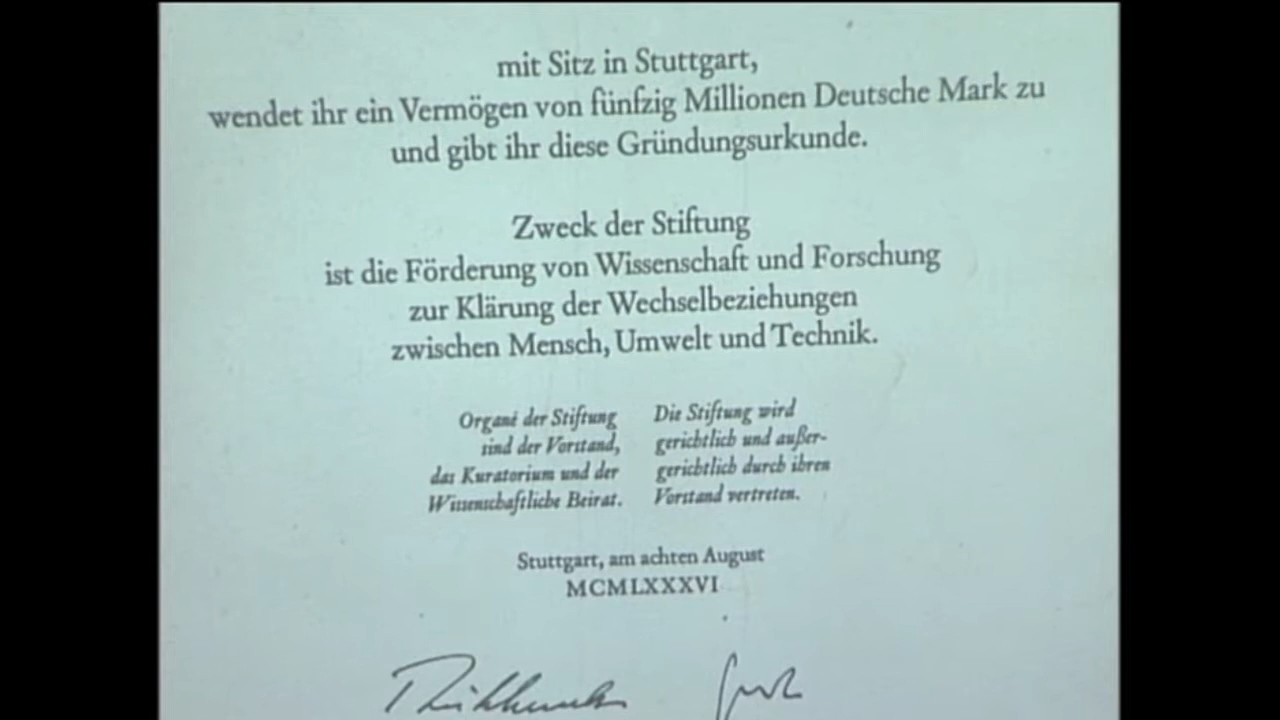 mit Sitz in Stuttgart,
wendet ihr ein Vermögen von fünfzig Millionen Deutsche Mark zu
und gibt ihr diese Gründungsurkunde.
Zweck der Stiftung
ist die Förderung von Wissenschaft und Forschung
zur Klärung der Wechselbeziehungen
zwischen Mensch, Umwelt und Technik.
Organe der Stiftung
sind der Vorstand,
das Kuratorium und der
Wissenschaftliche Beirat.
Die Stiftung wird
gerichtlich und außer-
gerichtlich durch ihren
Vorstand vertreten.
Stuttgart, am achten August
MCMLXXXVI